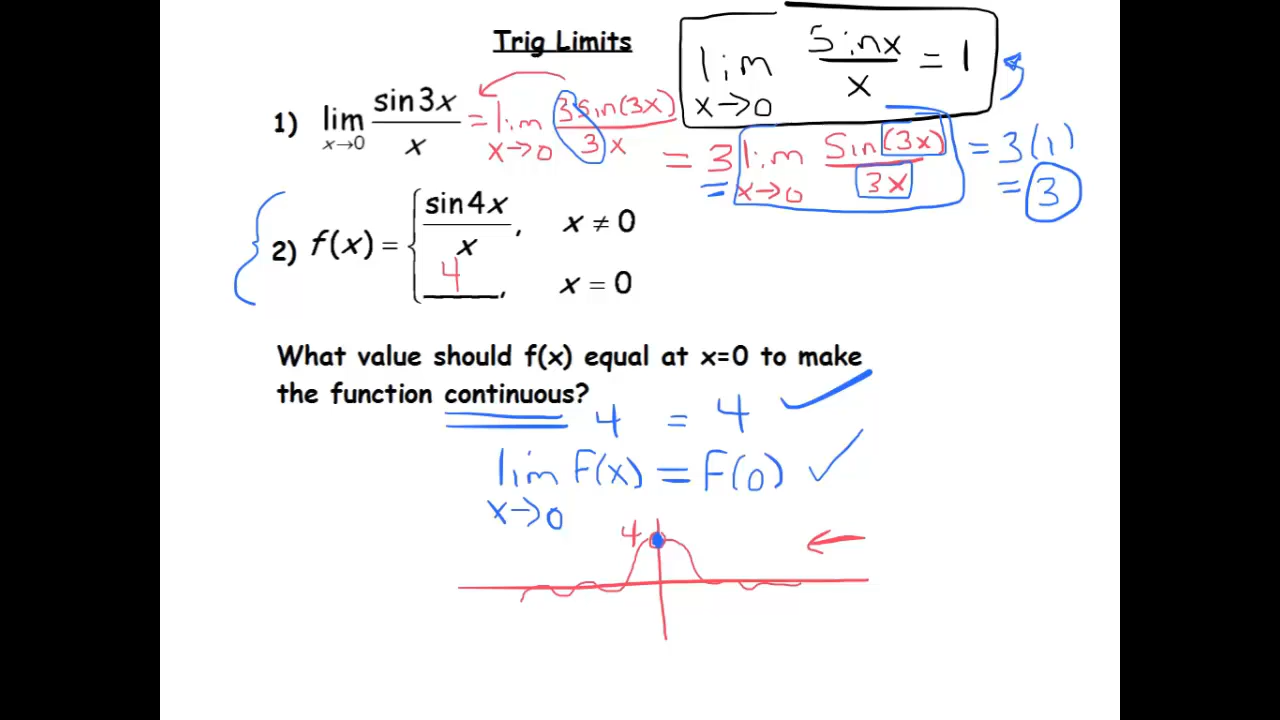 Trig Limits
lim x→0 sinx/x = 1
1) lim x→0 sin3x/x = lim x→0 3sin(3x)/3x = 3 lim x→0 sin(3x)/3x = 3(1)
= 3
2) f(x) = { sin4x/x, x ≠ 0
4, x = 0
What value should f(x) equal at x=0 to make
the function continuous?
4 = 4 ✓
lim x→0 F(x) = F(0) ✓
4